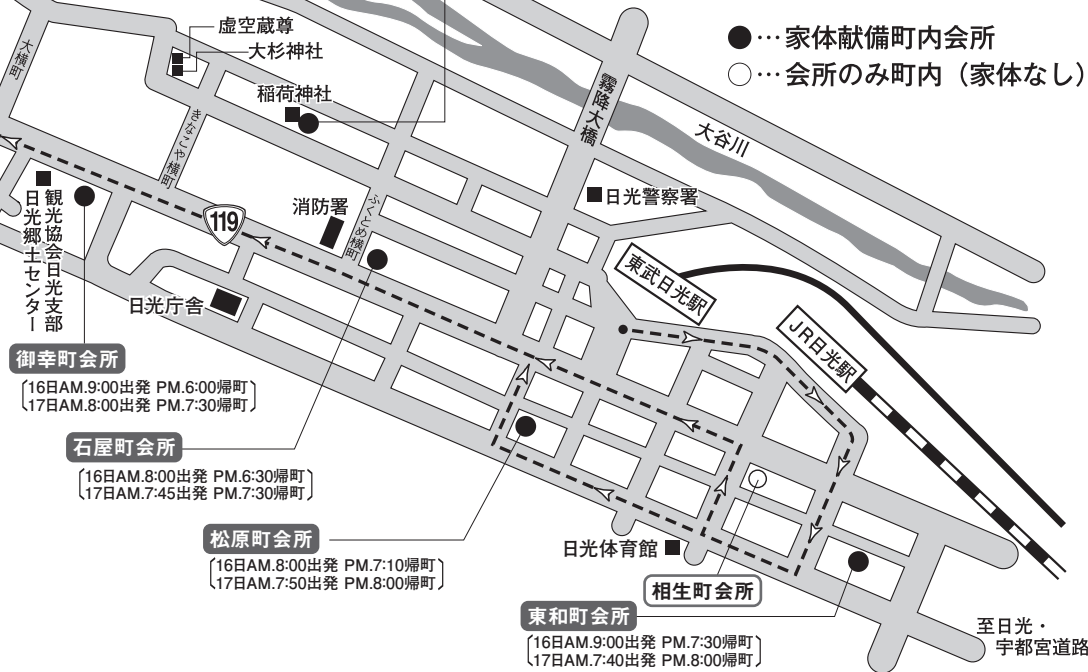 ●…家体献備町内会所
○…会所のみ町内（家体なし）
虚空蔵尊
大杉神社
大横町
稲荷神社
きなこや横町
霧降大橋
大谷川
日光警察署
観光協会日光支部
日光郷土センター
119
消防署
ふくとめ横町
日光庁舎
東武日光駅
JR日光駅
御幸町会所
16日AM.9:00出発 PM.6:00帰町
17日AM.8:00出発 PM.7:30帰町
石屋町会所
16日AM.8:00出発 PM.6:30帰町
17日AM.7:45出発 PM.7:30帰町
松原町会所
16日AM.8:00出発 PM.7:10帰町
17日AM.7:50出発 PM.8:00帰町
日光体育館
相生町会所
東和町会所
16日AM.9:00出発 PM.7:30帰町
17日AM.7:40出発 PM.8:00帰町
至日光・
宇都宮道路